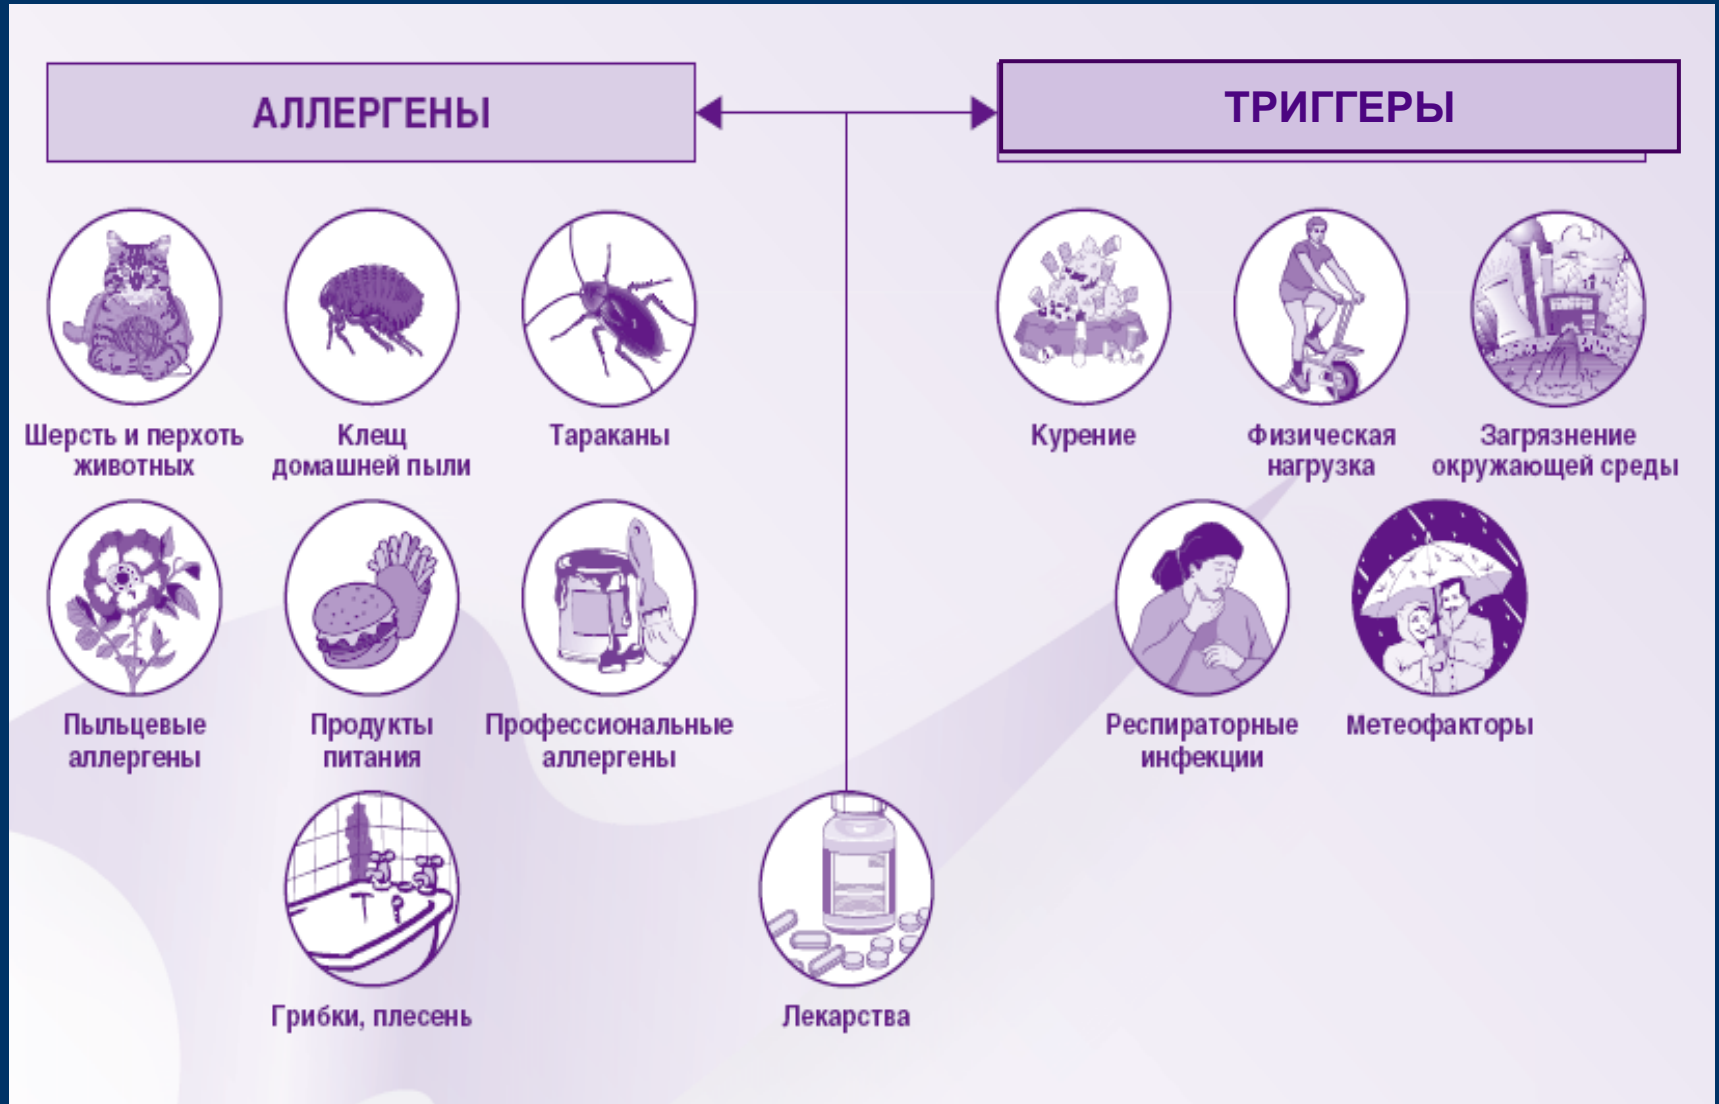 АЛЛЕРГЕНЫ
ТРИГГЕРЫ
Шерсть и перхоть
животных
Клещ
домашней пыли
Тараканы
Курение
Физическая
нагрузка
Загрязнение
окружающей среды
Пыльцевые
аллергены
Продукты
питания
Профессиональные
аллергены
Респираторные
инфекции
Метеофакторы
Грибки, плесень
Лекарства